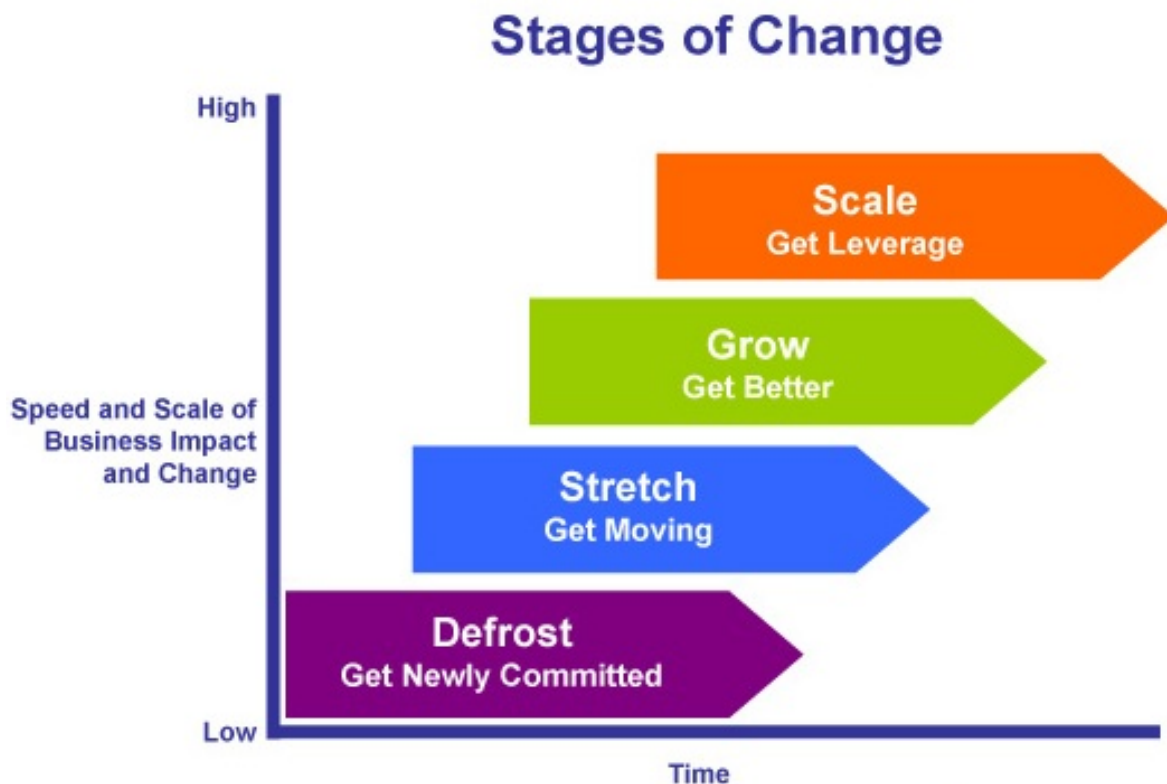 Stages of Change
High
Scale
Get Leverage
Grow
Get Better
Speed and Scale of
Business Impact
and Change
Stretch
Get Moving
Defrost
Get Newly Committed
Low
Time